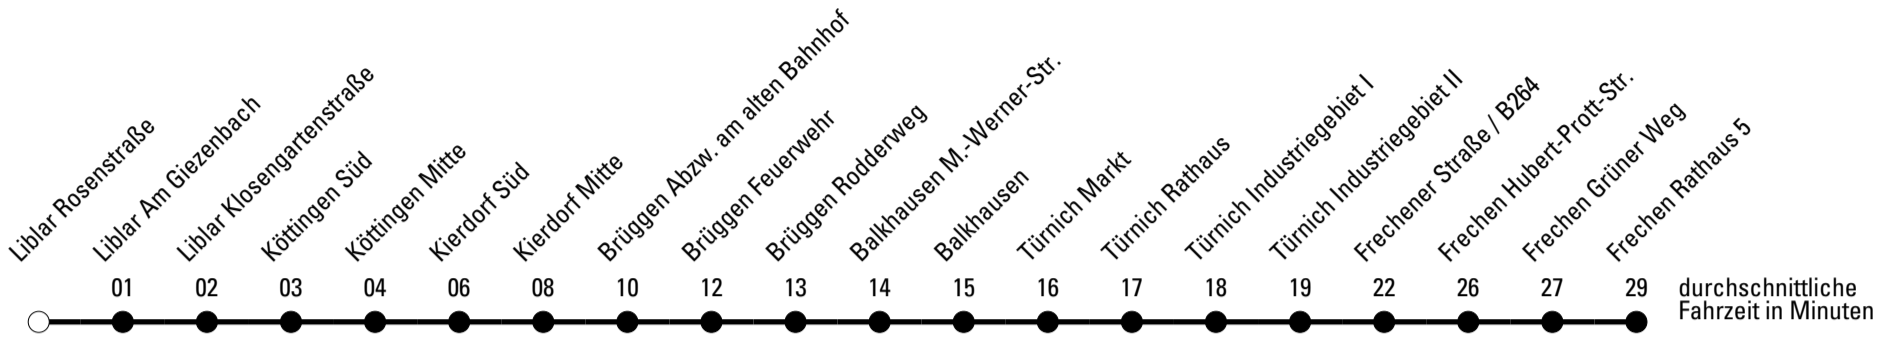 Liblar Rosenstraße
Liblar Am Giezenbach
Liblar Klosengartenstraße
Köttingen Süd
Köttingen Mitte
Kierdorf Süd
Kierdorf Mitte
Brüggen Abzw. am alten Bahnhof
Brüggen Feuerwehr
Brüggen Rodderweg
Balkhausen M.-Werner-Str.
Balkhausen
Türnich Markt
Türnich Rathaus
Türnich Industriegebiet I
Türnich Industriegebiet II
Frechener Straße / B264
Frechen Hubert-Prott-Str.
Frechen Grüner Weg
Frechen Rathaus 5
01 02 03 04 06 08 10 12 13 14 15 16 17 18 19 22 26 27 29
durchschnittliche
Fahrzeit in Minuten